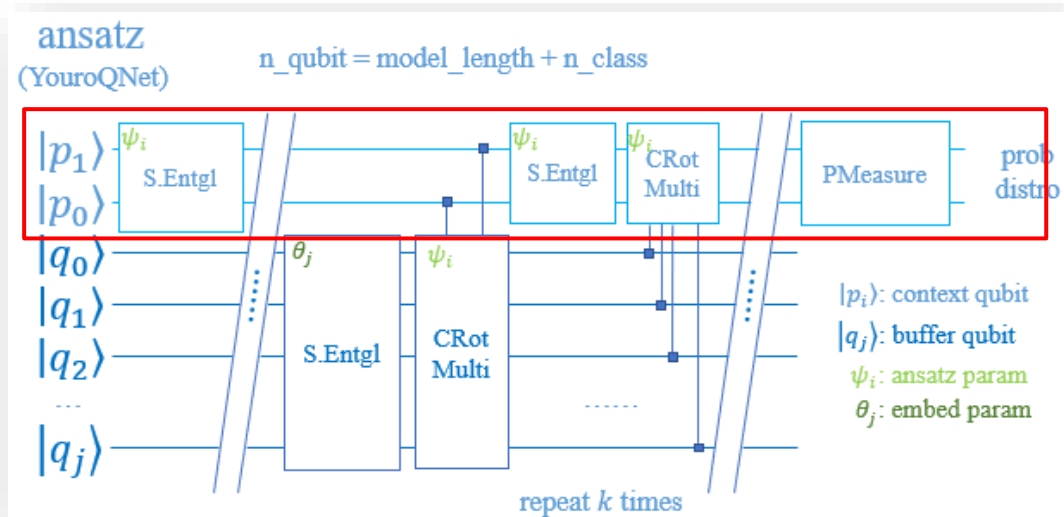 ansatz
(YouroQNet)
n_qubit = model_length + n_class
|p₁⟩
|p₀⟩
|q₀⟩
|q₁⟩
|q₂⟩
...
|qⱼ⟩
ψᵢ
S.Entgl
θⱼ
S.Entgl
ψᵢ
CRot
Multi
ψᵢ
S.Entgl
ψᵢ
CRot
Multi
PMeasure
prob
distro
......
repeat k times
|pᵢ⟩: context qubit
|qⱼ⟩: buffer qubit
ψᵢ: ansatz param
θⱼ: embed param